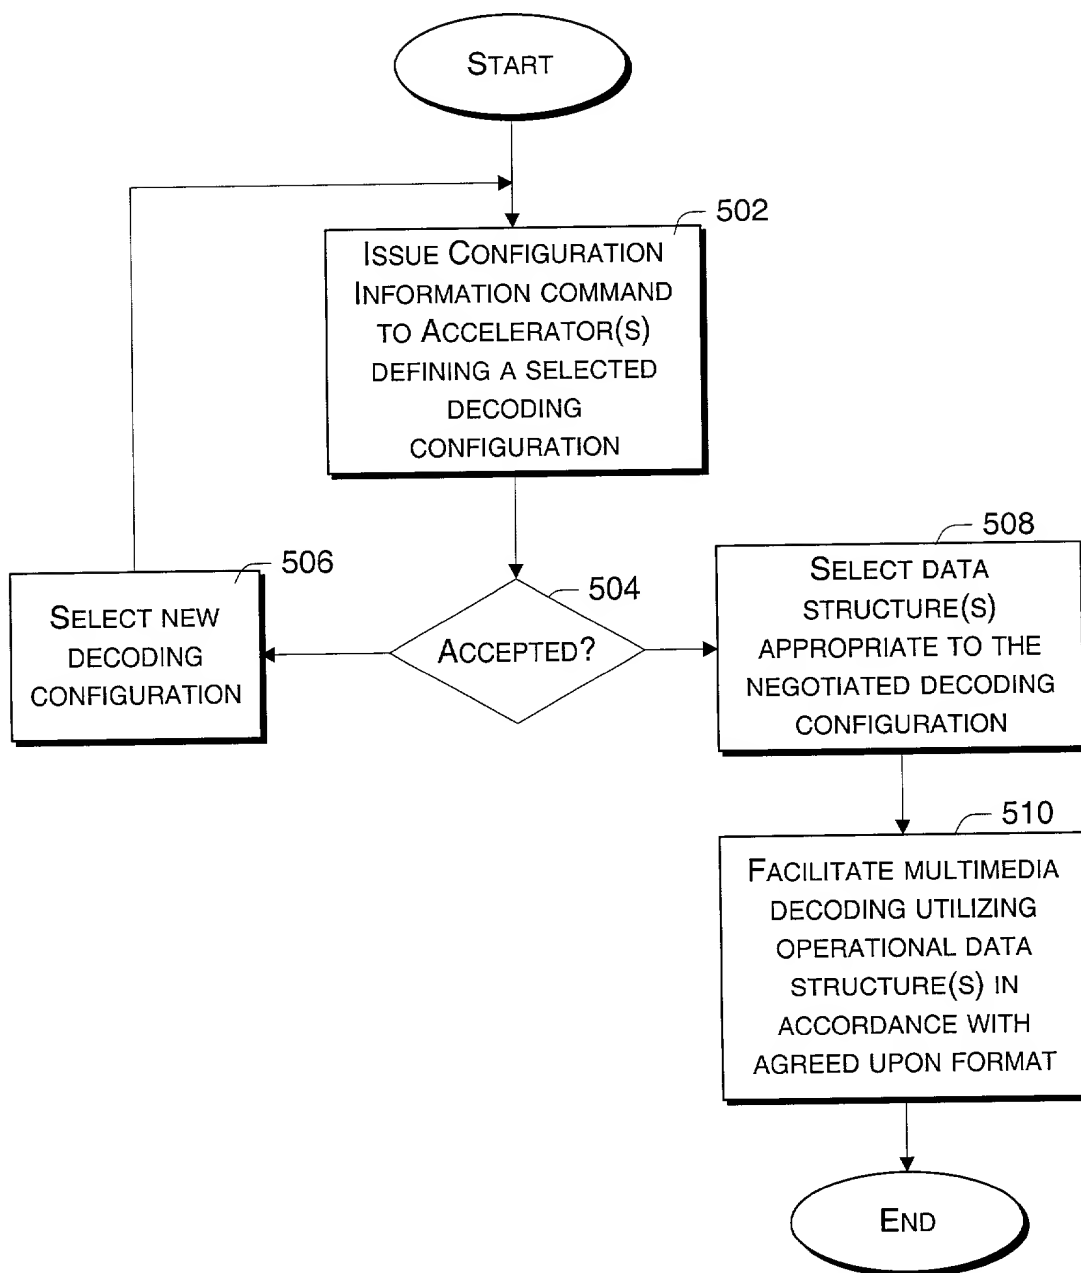 START
502
ISSUE CONFIGURATION
INFORMATION COMMAND
TO ACCELERATOR(S)
DEFINING A SELECTED
DECODING
CONFIGURATION
506
SELECT NEW
DECODING
CONFIGURATION
504
ACCEPTED?
508
SELECT DATA
STRUCTURE(S)
APPROPRIATE TO THE
NEGOTIATED DECODING
CONFIGURATION
510
FACILITATE MULTIMEDIA
DECODING UTILIZING
OPERATIONAL DATA
STRUCTURE(S) IN
ACCORDANCE WITH
AGREED UPON FORMAT
END